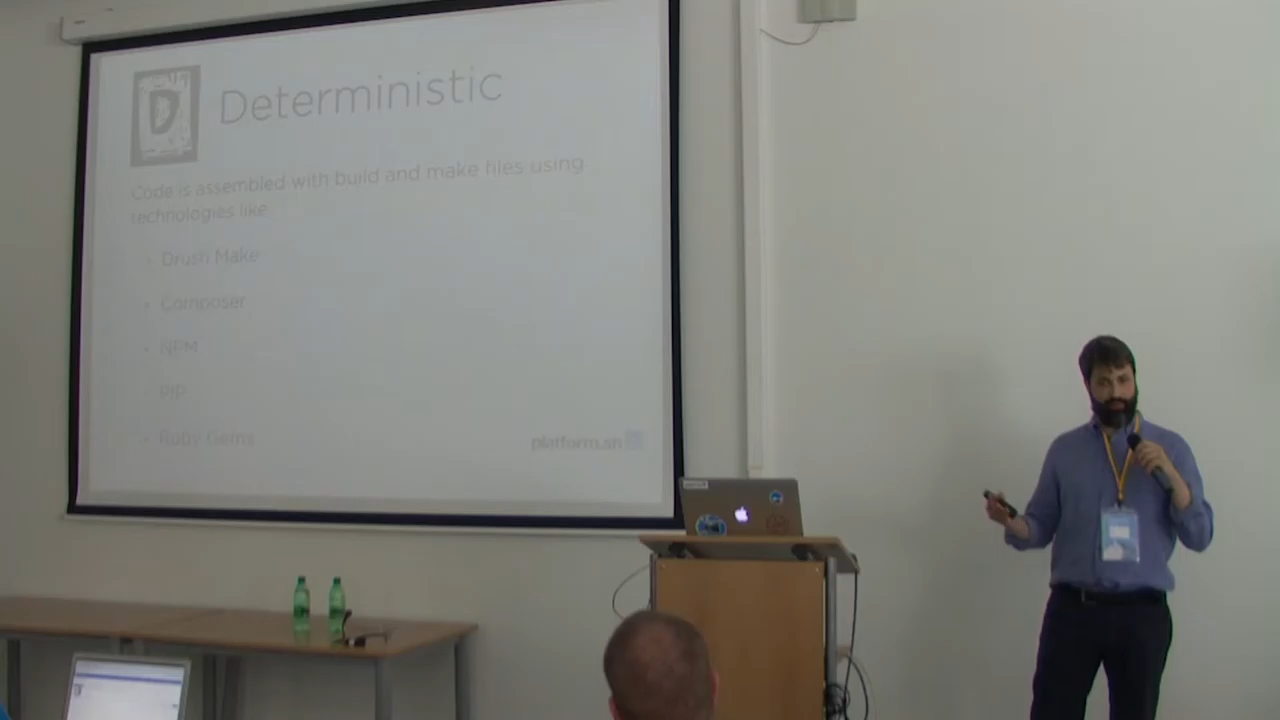 D
Deterministic
Code is assembled with build and make files using
technologies like
• Drush Make
• Composer
• NPM
• PIP
• Ruby Gems
platform.sh